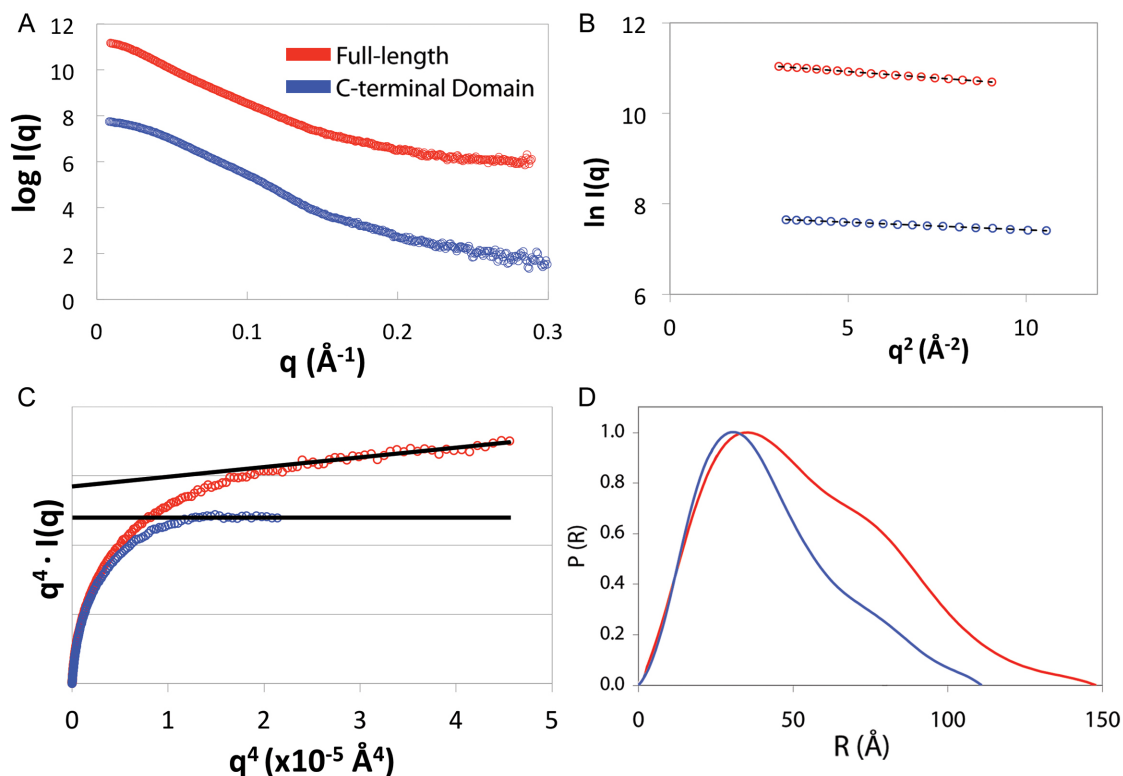 A
12
10
8
6
4
2
0
log I(q)
Full-length
C-terminal Domain
0
0.1
0.2
0.3
q (Å⁻¹)
B
12
10
8
6
ln I(q)
0
5
10
q² (Å⁻²)
C
q⁴ · I(q)
0
1
2
3
4
5
q⁴ (x10⁻⁵ Å⁴)
D
1.0
0.8
0.6
0.4
0.2
0.0
P (R)
0
50
100
150
R (Å)